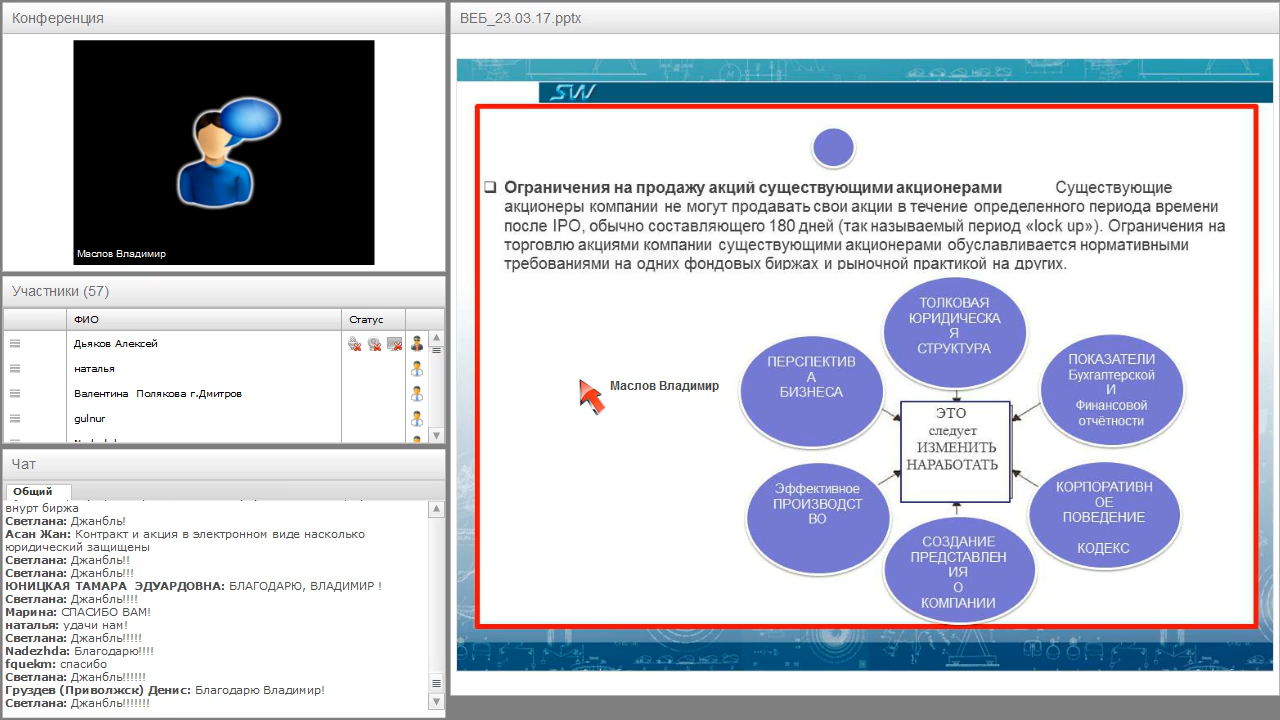 Конференция
Маслов Владимир
Участники (57)
ФИО
Статус
Дьяков Алексей
наталья
Валентина Полякова г.Дмитров
gulnur
Чат
Общий
внурт биржа
Светлана: Джанбль!
Асан Жан: Контракт и акция в электронном виде насколько
юридический защищены
Светлана: Джанбль!!
Светлана: Джанбль!!!
ЮНИЦКАЯ ТАМАРА ЭДУАРДОВНА: БЛАГОДАРЮ, ВЛАДИМИР !
Светлана: Джанбль!!!!
Марина: СПАСИБО ВАМ!
наталья: удачи нам!
Светлана: Джанбль!!!!!
Nadezhda: Благодарю!!!!
fquekm: спасибо
Светлана: Джанбль!!!!!!
Груздев (Приволжск) Денис: Благодарю Владимир!
Светлана: Джанбль!!!!!!!
ВЕБ_23.03.17.pptx
SW
Ограничения на продажу акций существующими акционерами Существующие
акционеры компании не могут продавать свои акции в течение определенного периода времени
после IPO, обычно составляющего 180 дней (так называемый период «lock up»). Ограничения на
торговлю акциями компании существующими акционерами обуславливается нормативными
требованиями на одних фондовых биржах и рыночной практикой на других.
ТОЛКОВАЯ
ЮРИДИЧЕСКА
Я
СТРУКТУРА
ПЕРСПЕКТИВ
А
БИЗНЕСА
ПОКАЗАТЕЛИ
Бухгалтерской
И
Финансовой
отчётности
Маслов Владимир
ЭТО
следует
ИЗМЕНИТЬ
НАРАБОТАТЬ
Эффективное
ПРОИЗВОДСТ
ВО
КОРПОРАТИВН
ОЕ
ПОВЕДЕНИЕ
КОДЕКС
СОЗДАНИЕ
ПРЕДСТАВЛЕН
ИЯ
О
КОМПАНИИ